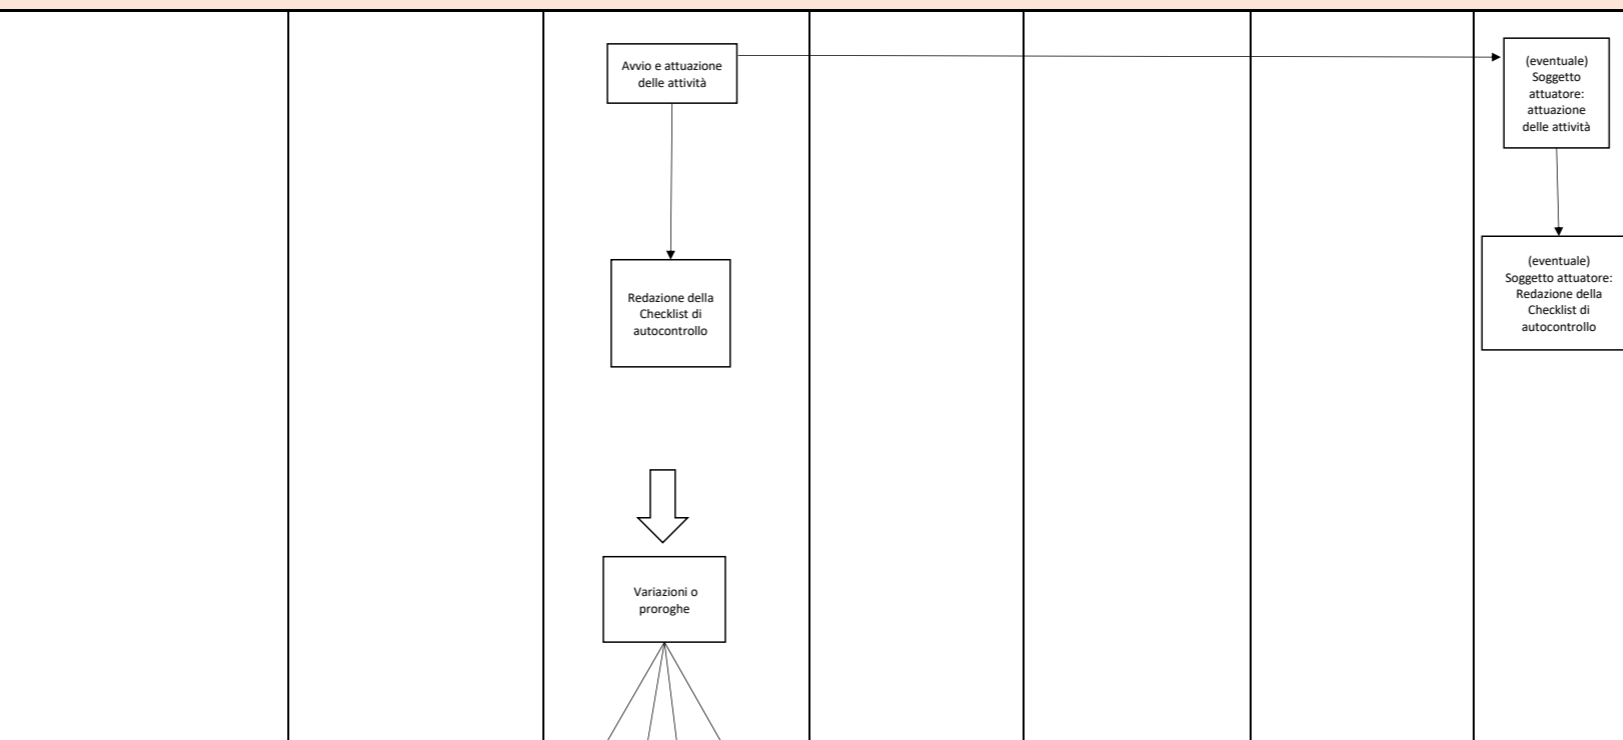 Avvio e attuazione
delle attività
(eventuale)
Soggetto
attuatore:
attuazione
delle attività
Redazione della
Checklist di
autocontrollo
(eventuale)
Soggetto attuatore:
Redazione della
Checklist di
autocontrollo
Variazioni o
proroghe